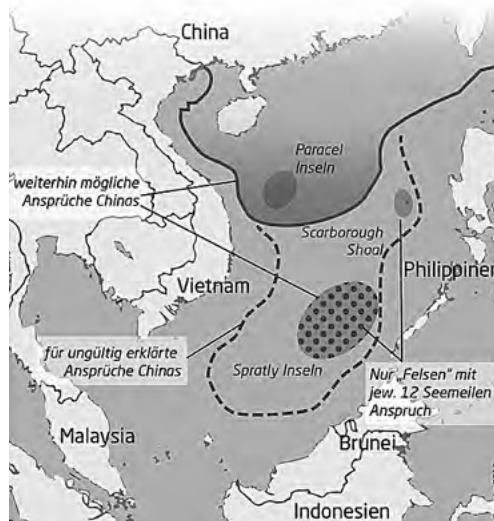 China
Paracel
Inseln
weiterhin mögliche
Ansprüche Chinas
Scarborough
Shoal
Philippinen
Vietnam
für ungültig erklärte
Ansprüche Chinas
Spratly Inseln
Nur „Felsen“ mit
jew. 12 Seemeilen
Anspruch
Malaysia
Brunei
Indonesien